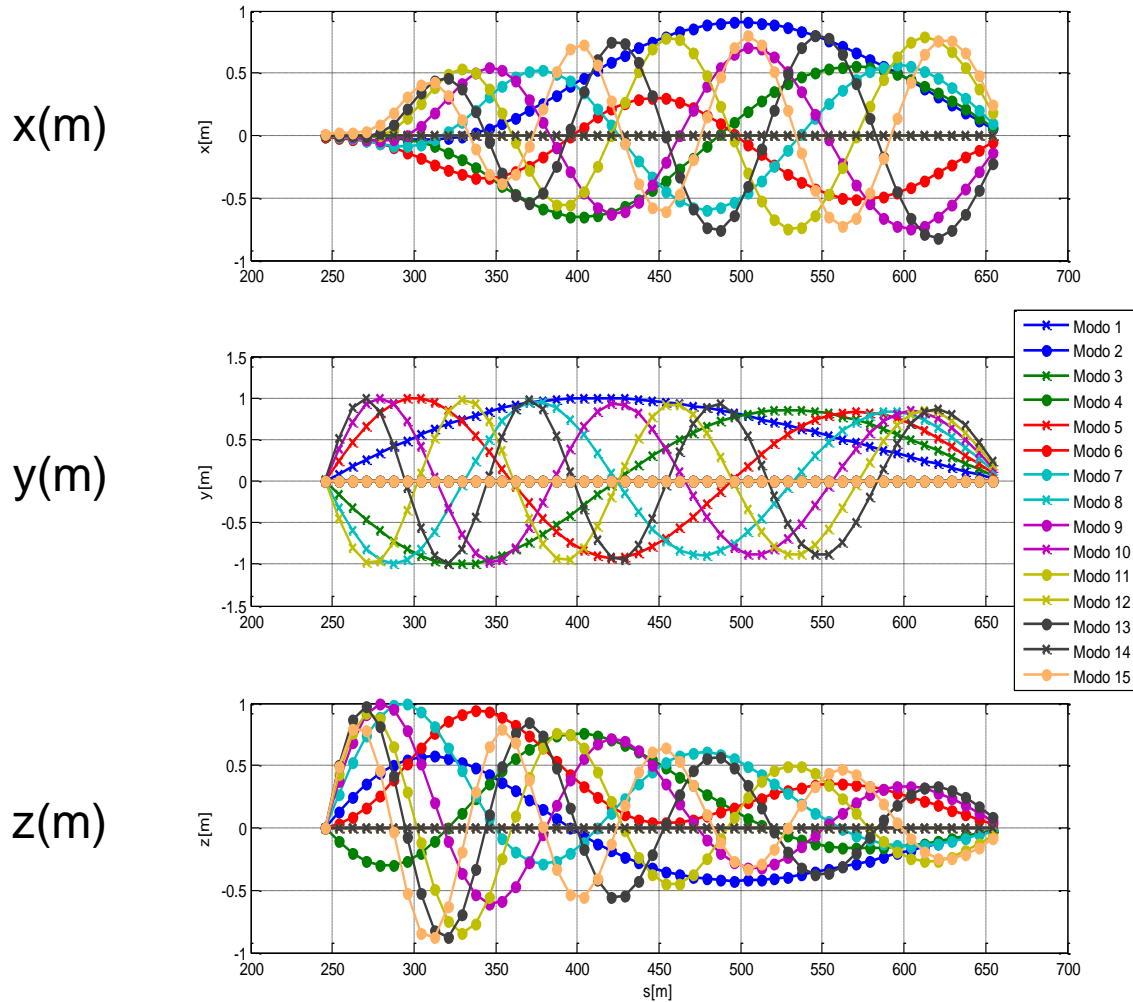 x(m)
x[m]
1
0.5
0
-0.5
-1
200 250 300 350 400 450 500 550 600 650 700
y(m)
y[m]
1.5
1
0.5
0
-0.5
-1
-1.5
200 250 300 350 400 450 500 550 600 650
Modo 1
Modo 2
Modo 3
Modo 4
Modo 5
Modo 6
Modo 7
Modo 8
Modo 9
Modo 10
Modo 11
Modo 12
Modo 13
Modo 14
Modo 15
z(m)
z[m]
1
0.5
0
-0.5
-1
200 250 300 350 400 450 500 550 600 650 700
s[m]